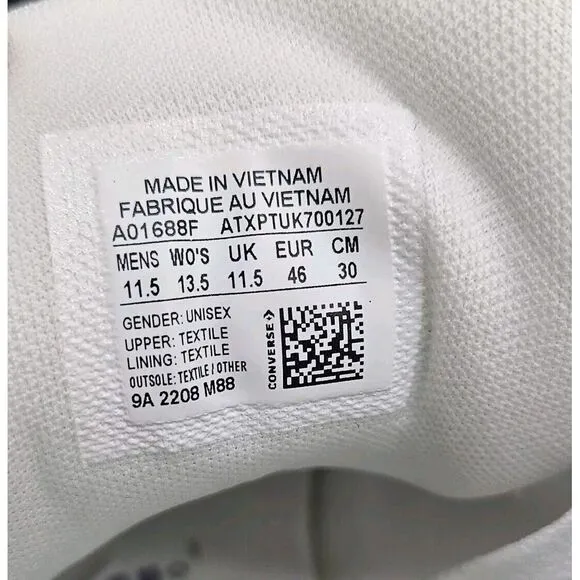 MADE IN VIETNAM
FABRIQUE AU VIETNAM
A01688F ATXPTUK700127
MENS WO'S UK EUR CM
11.5 13.5 11.5 46 30
GENDER: UNISEX
UPPER: TEXTILE
LINING: TEXTILE
OUTSOLE: TEXTILE / OTHER
9A 2208 M88
CONVERSE